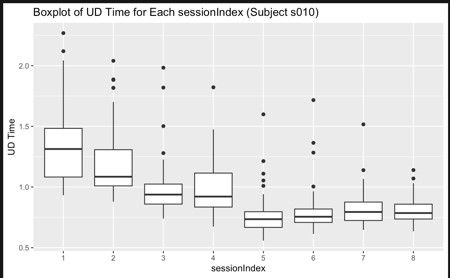 Boxplot of UD Time for Each sessionIndex (Subject s010)
2.0
1.5
1.0
0.5
UD Time
1 2 3 4 5 6 7 8
sessionIndex